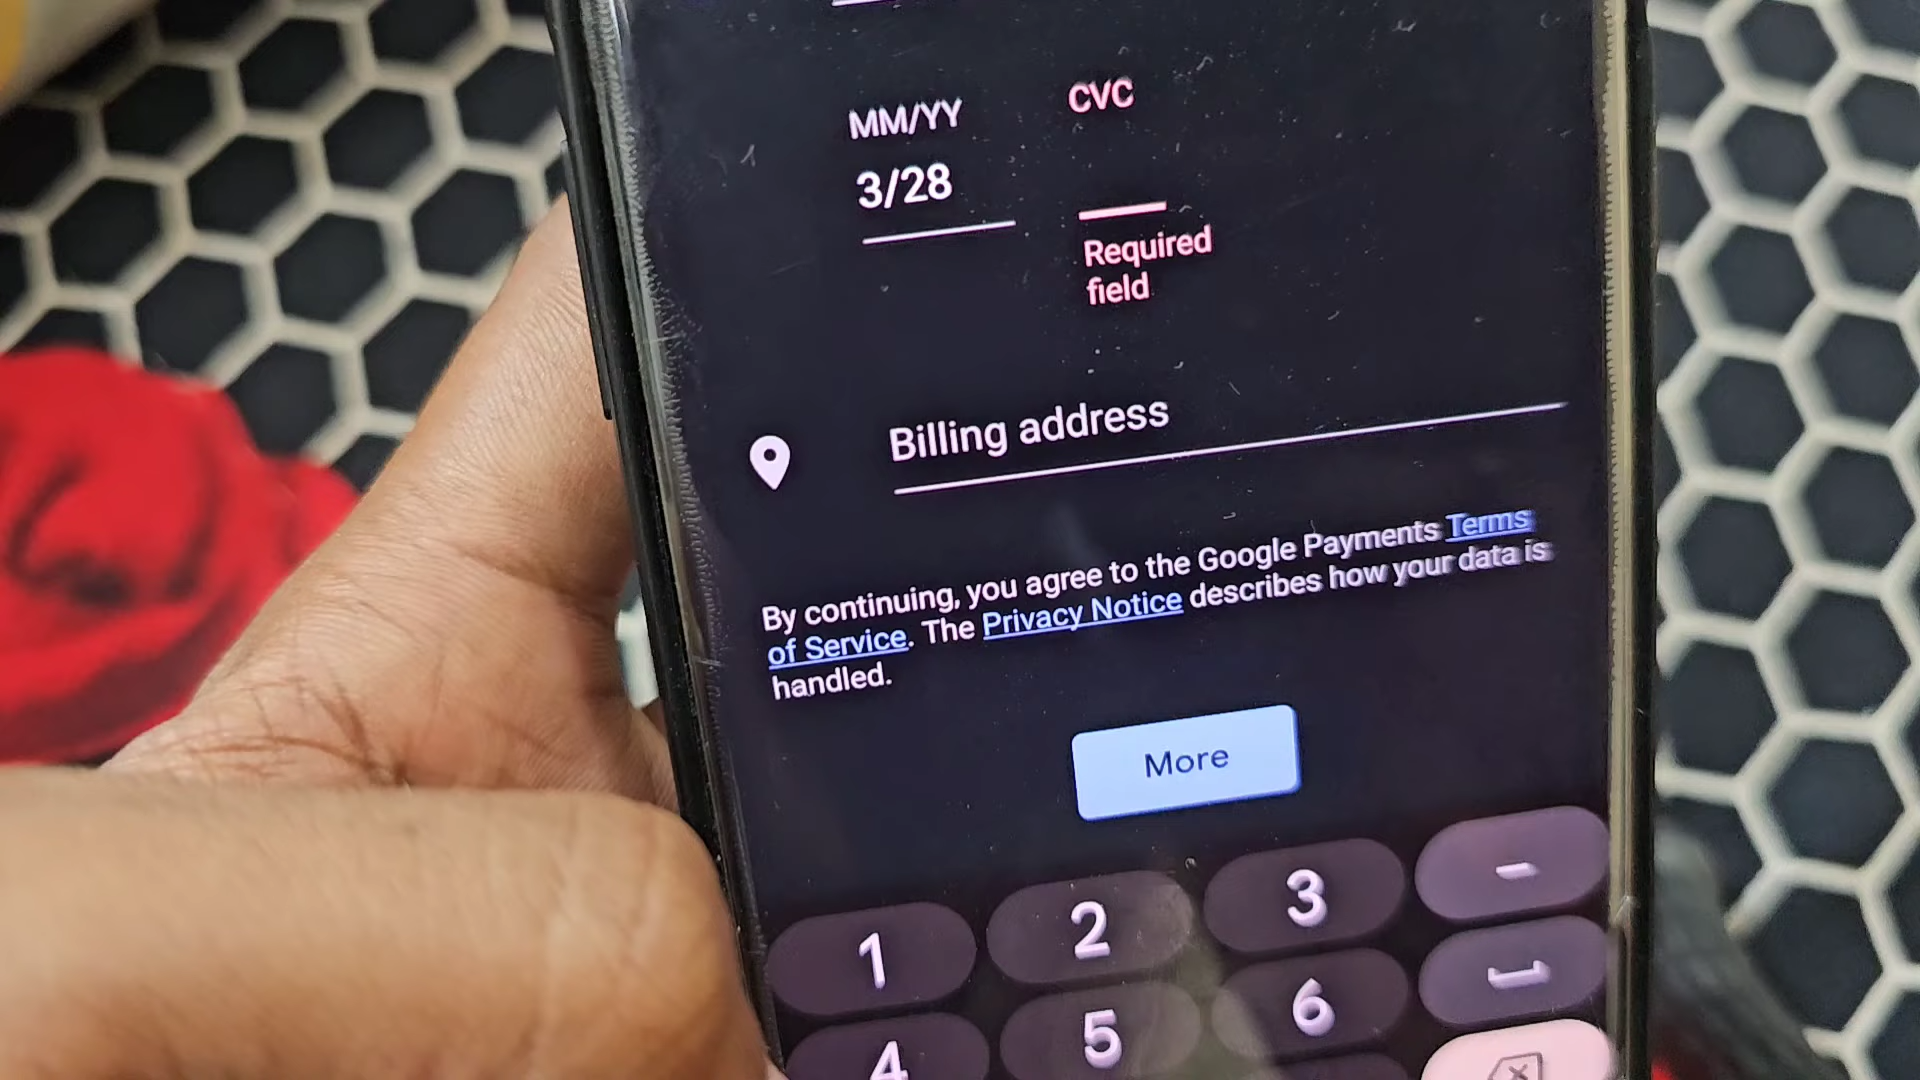 MM/YY CVC
3/28
Required
field
Billing address
By continuing, you agree to the Google Payments Terms
of Service. The Privacy Notice describes how your data is
handled.
More
1 2 3 -
4 5 6